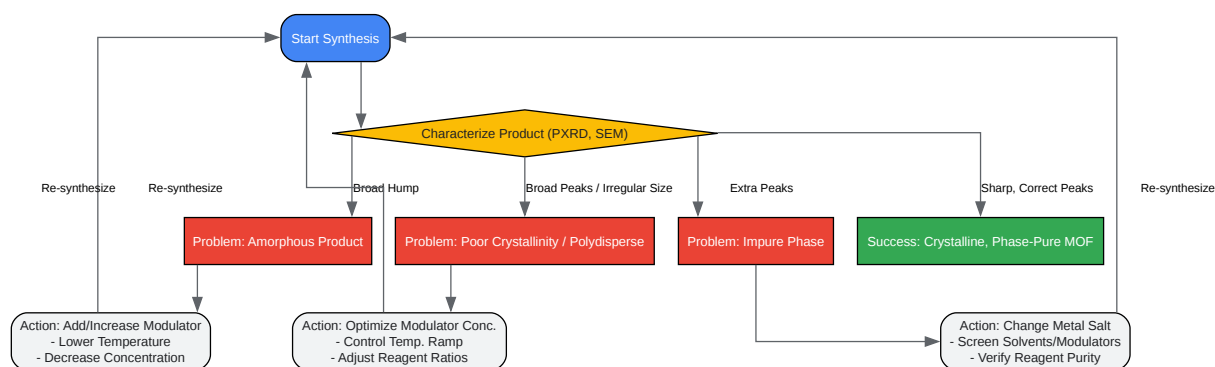 Start Synthesis
Characterize Product (PXRD, SEM)
Re-synthesize
Re-synthesize
Broad Hump
Broad Peaks / Irregular Size
Extra Peaks
Sharp, Correct Peaks
Re-synthesize
Problem: Amorphous Product
Problem: Poor Crystallinity / Polydisperse
Problem: Impure Phase
Success: Crystalline, Phase-Pure MOF
Action: Add/Increase Modulator
- Lower Temperature
- Decrease Concentration
Action: Optimize Modulator Conc.
- Control Temp. Ramp
- Adjust Reagent Ratios
Action: Change Metal Salt
- Screen Solvents/Modulators
- Verify Reagent Purity